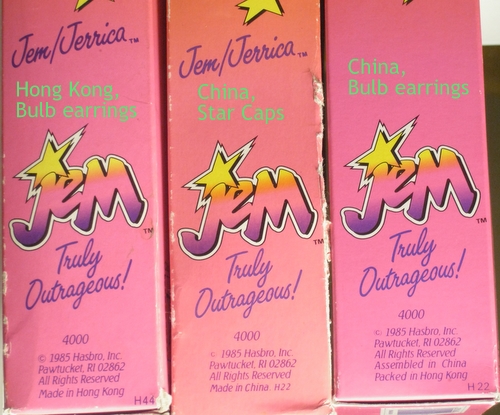 Jem/Jerrica™
Hong Kong,
Bulb earrings
JEM™
Truly
Outrageous!
4000
© 1985 Hasbro, Inc.
Pawtucket, RI 02862
All Rights Reserved
Made in Hong Kong
H44
Jem/Jerrica™
China,
Star Caps
JEM™
Truly
Outrageous!
4000
© 1985 Hasbro, Inc.
Pawtucket, RI 02862
All Rights Reserved
Made in China. H22
China,
Bulb earrings
JEM™
Truly
Outrageous!
4000
© 1985 Hasbro, Inc.
Pawtucket, RI 02862
All Rights Reserved
Assembled in China
Packed in Hong Kong
H 22